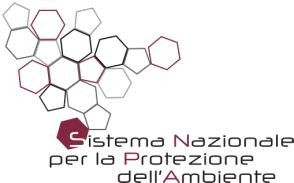 Sistema Nazionale
per la Protezione
dell'Ambiente